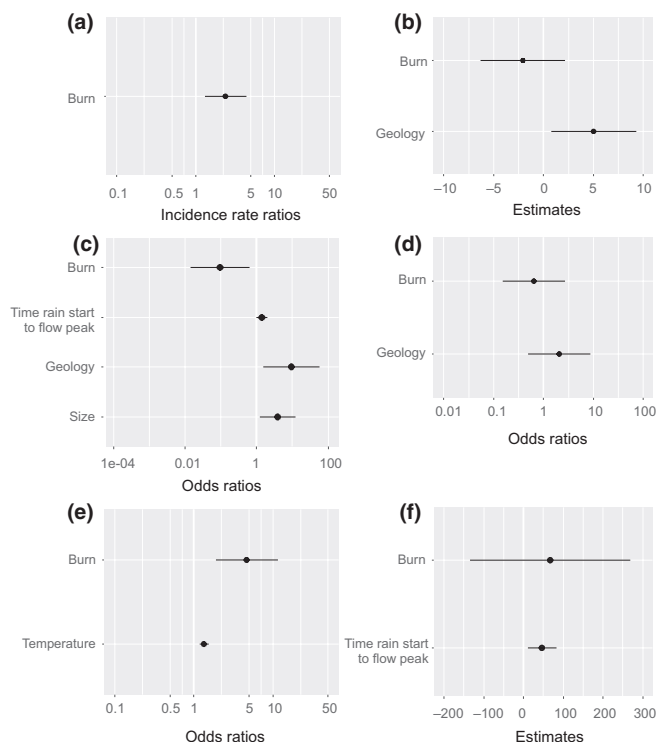 (a)
Burn
0.1 0.5 1 5 10 50
Incidence rate ratios
(b)
Burn
Geology
−10 −5 0 5 10
Estimates
(c)
Burn
Time rain start
to flow peak
Geology
Size
1e-04 0.01 1 100
Odds ratios
(d)
Burn
Geology
0.01 0.1 1 10 100
Odds ratios
(e)
Burn
Temperature
0.1 0.5 1 5 10 50
Odds ratios
(f)
Burn
Time rain start
to flow peak
−200 −100 0 100 200 300
Estimates